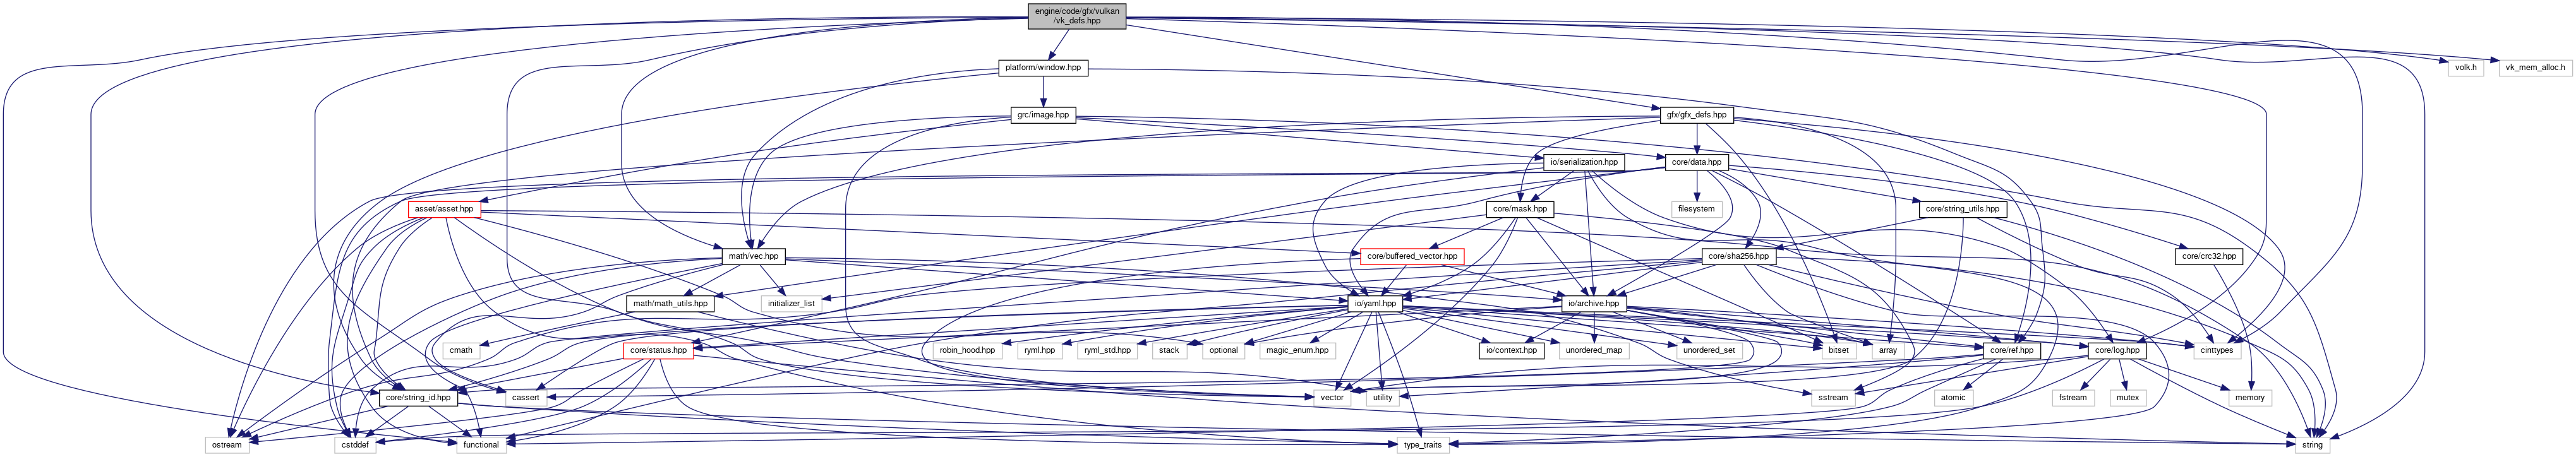 engine/code/gfx/vulkan
/vk_defs.hpp
platform/window.hpp
volk.h
vk_mem_alloc.h
grc/image.hpp
gfx/gfx_defs.hpp
io/serialization.hpp
core/data.hpp
asset/asset.hpp
core/mask.hpp
filesystem
core/string_utils.hpp
math/vec.hpp
core/buffered_vector.hpp
core/sha256.hpp
core/crc32.hpp
math/math_utils.hpp
initializer_list
io/yaml.hpp
io/archive.hpp
cmath
core/status.hpp
robin_hood.hpp
ryml.hpp
ryml_std.hpp
stack
optional
magic_enum.hpp
io/context.hpp
unordered_map
unordered_set
bitset
array
core/ref.hpp
core/log.hpp
cinttypes
core/string_id.hpp
cassert
vector
utility
sstream
atomic
fstream
mutex
memory
ostream
cstddef
functional
type_traits
string